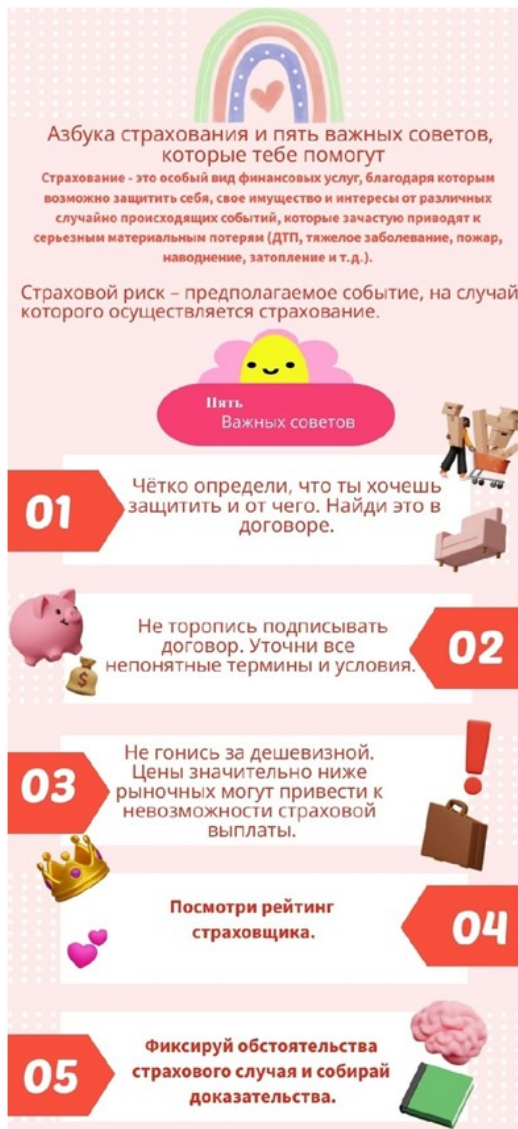 Азбука страхования и пять важных советов,
которые тебе помогут
Страхование - это особый вид финансовых услуг, благодаря которым
возможно защитить себя, свое имущество и интересы от различных
случайно происходящих событий, которые зачастую приводят к
серьезным материальным потерям (ДТП, тяжелое заболевание, пожар,
наводнение, затопление и т.д.).
Страховой риск – предполагаемое событие, на случай
которого осуществляется страхование.
Пять
Важных советов
01
Чётко определи, что ты хочешь
защитить и от чего. Найди это в
договоре.
Не торопись подписывать
договор. Уточни все
непонятные термины и условия.
02
$
03
Не гонись за дешевизной.
Цены значительно ниже
рыночных могут привести к
невозможности страховой
выплаты.
Посмотри рейтинг
страховщика.
04
05
Фиксируй обстоятельства
страхового случая и собирай
доказательства.